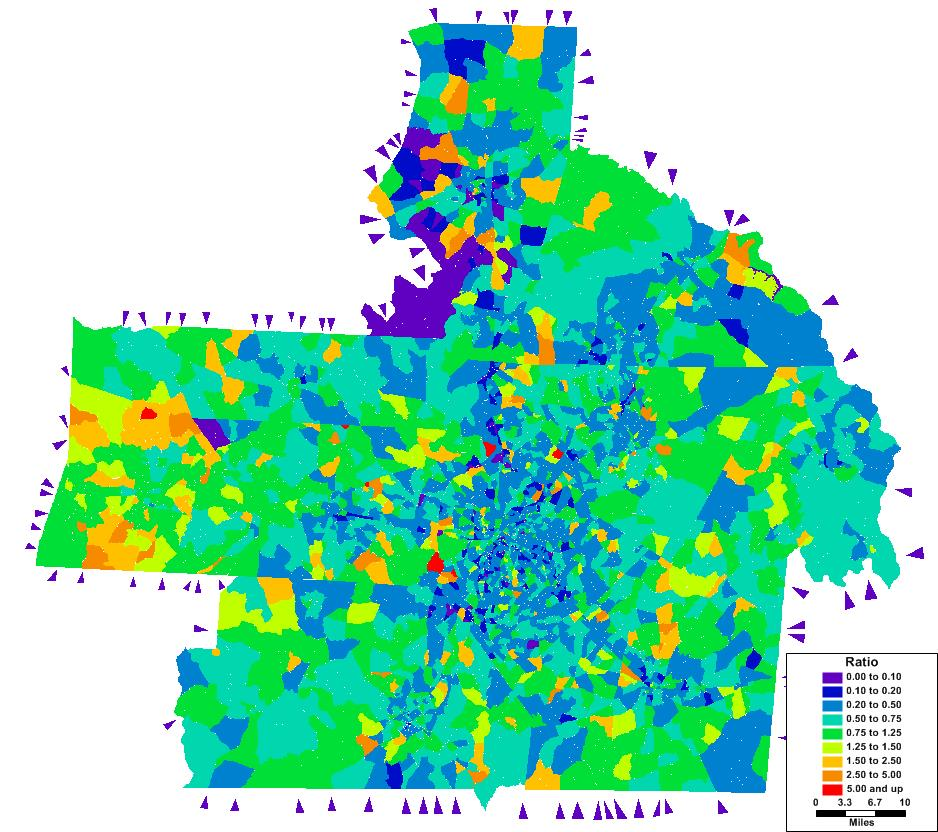 Ratio
0.00 to 0.10
0.10 to 0.20
0.20 to 0.50
0.50 to 0.75
0.75 to 1.25
1.25 to 1.50
1.50 to 2.50
2.50 to 5.00
5.00 and up
0 3.3 6.7 10
Miles